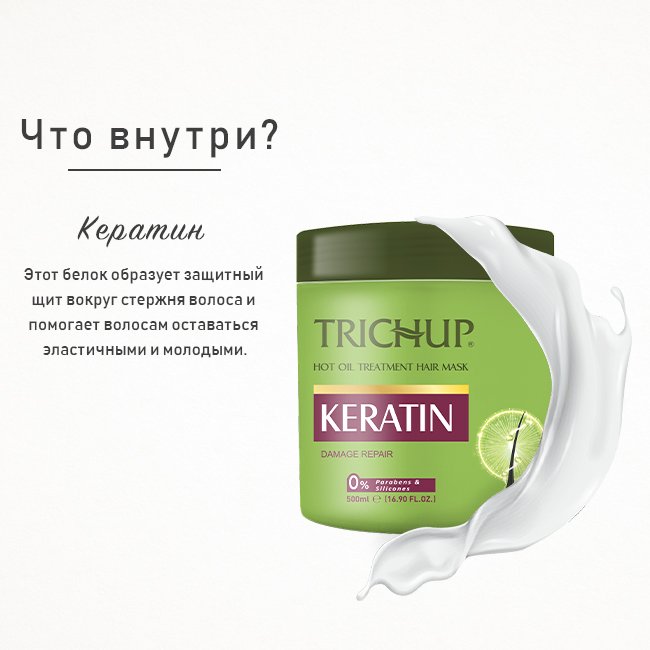 Что внутри?
Кератин
Этот белок образует защитный
щит вокруг стержня волоса и
помогает волосам оставаться
эластичными и молодыми.
TRICHUP®
HOT OIL TREATMENT HAIR MASK
KERATIN
DAMAGE REPAIR
0% Parabens &
Silicones
500ml ℮ (16.90 FL.OZ.)